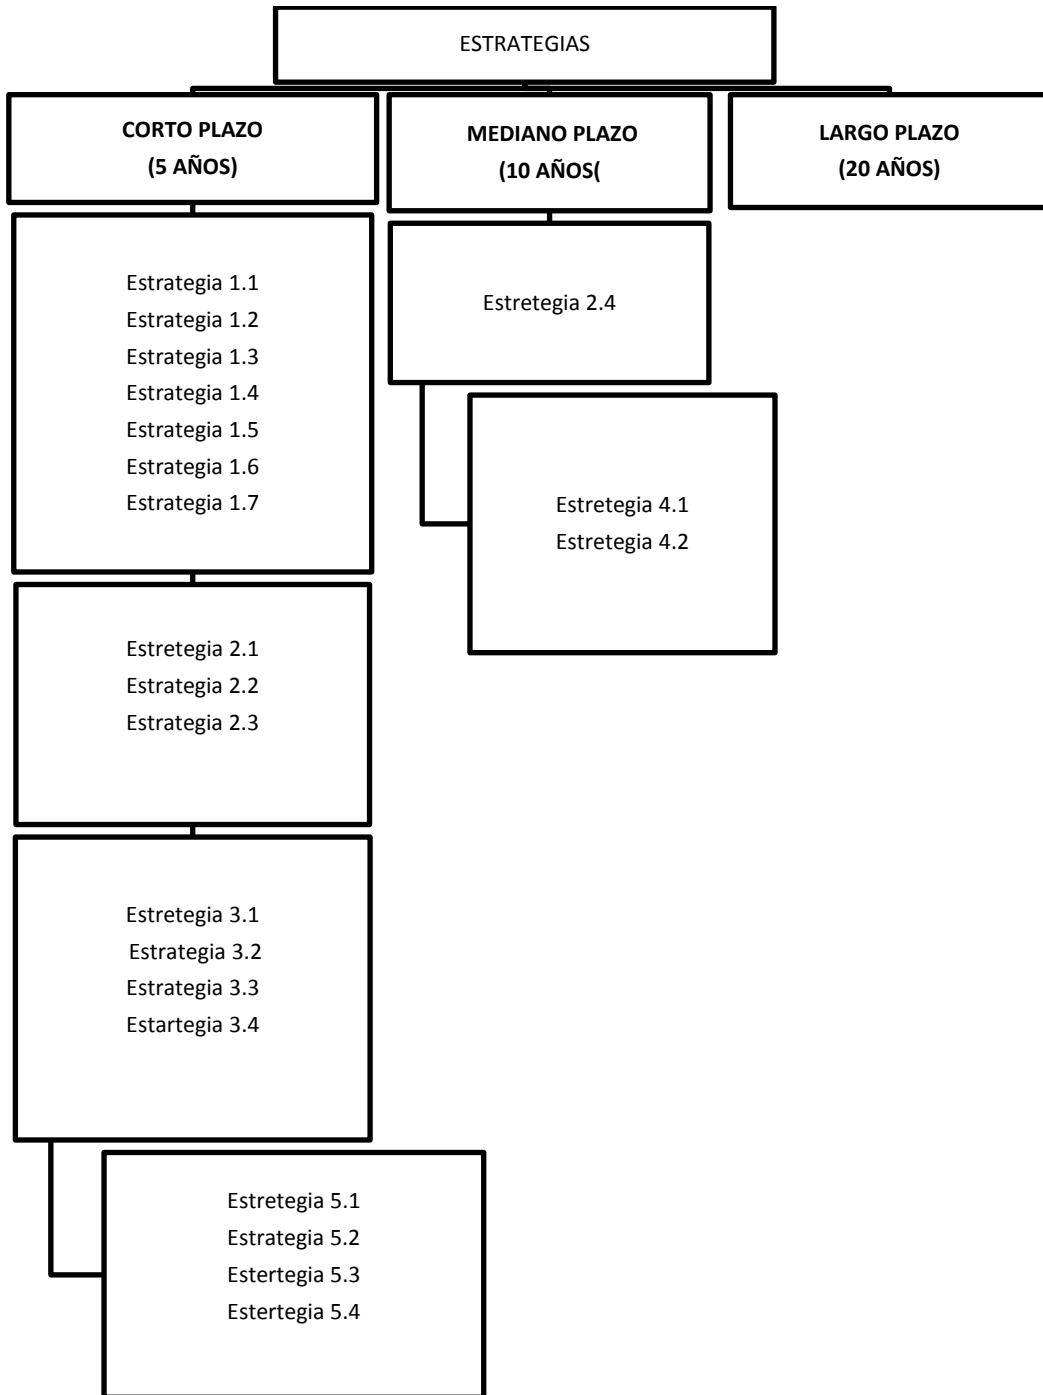 ESTRATEGIAS
CORTO PLAZO
(5 AÑOS)
MEDIANO PLAZO
(10 AÑOS(
LARGO PLAZO
(20 AÑOS)
Estrategia 1.1
Estrategia 1.2
Estrategia 1.3
Estrategia 1.4
Estrategia 1.5
Estrategia 1.6
Estrategia 1.7
Estretegia 2.4
Estretegia 4.1
Estretegia 4.2
Estretegia 2.1
Estrategia 2.2
Estrategia 2.3
Estretegia 3.1
Estrategia 3.2
Estrategia 3.3
Estartegia 3.4
Estretegia 5.1
Estrategia 5.2
Estertegia 5.3
Estertegia 5.4